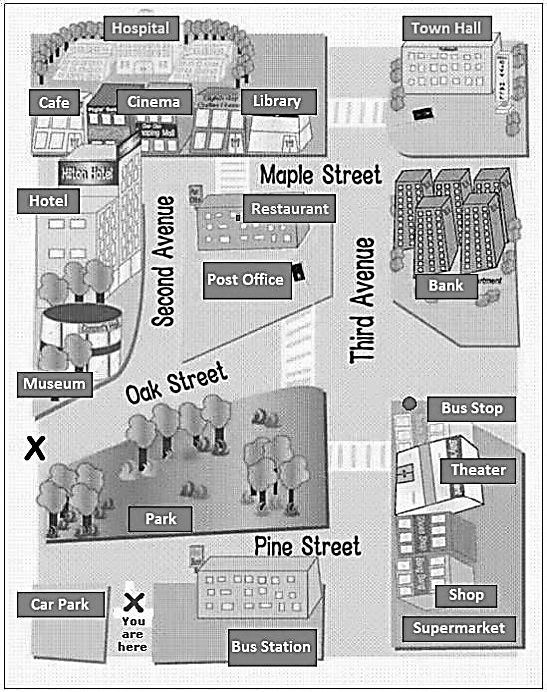 Hospital
Town Hall
Cafe
Cinema
Library
Hilton Hotel
Maple Street
Hotel
Restaurant
Second Avenue
Post Office
Third Avenue
Bank
Museum
Oak Street
Bus Stop
X
Theater
Park
Pine Street
Car Park
X
You
are
here
Shop
Bus Station
Supermarket